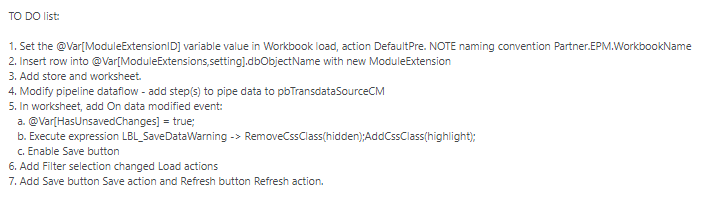 TO DO list:
1. Set the @Var[ModuleExtensionID] variable value in Workbook load, action DefaultPre. NOTE naming convention Partner.EPM.WorkbookName
2. Insert row into @Var[ModuleExtensions,setting].dbObjectName with new ModuleExtension
3. Add store and worksheet.
4. Modify pipeline dataflow - add step(s) to pipe data to pbTransdataSourceCM
5. In worksheet, add On data modified event:
a. @Var[HasUnsavedChanges] = true;
b. Execute expression LBL_SaveDataWarning -> RemoveCssClass(hidden);AddCssClass(highlight);
c. Enable Save button
6. Add Filter selection changed Load actions
7. Add Save button Save action and Refresh button Refresh action.